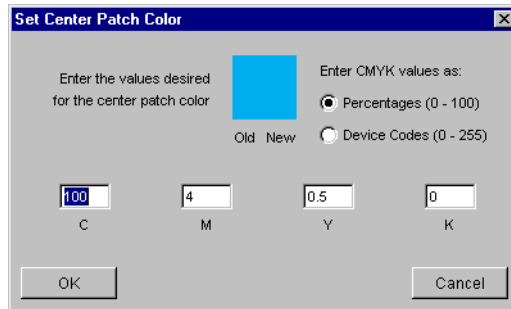 Set Center Patch Color
Enter the values desired
for the center patch color
Old New
Enter CMYK values as:
Percentages (0 - 100)
Device Codes (0 - 255)
100 4 0.5 0
C M Y K
OK Cancel